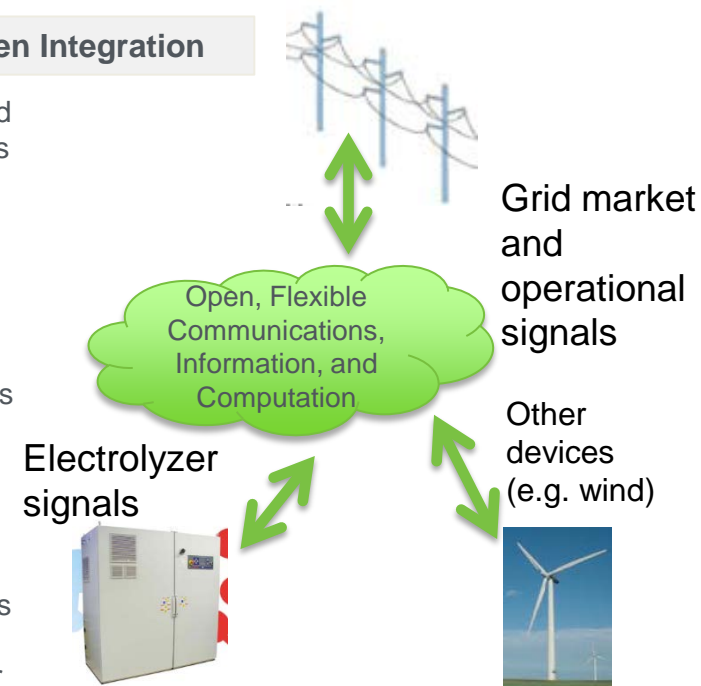 en Integration
d
s
Grid market
and
operational
signals
Open, Flexible
Communications,
Information, and
Computation
s
Other
devices
(e.g. wind)
Electrolyzer
signals
s